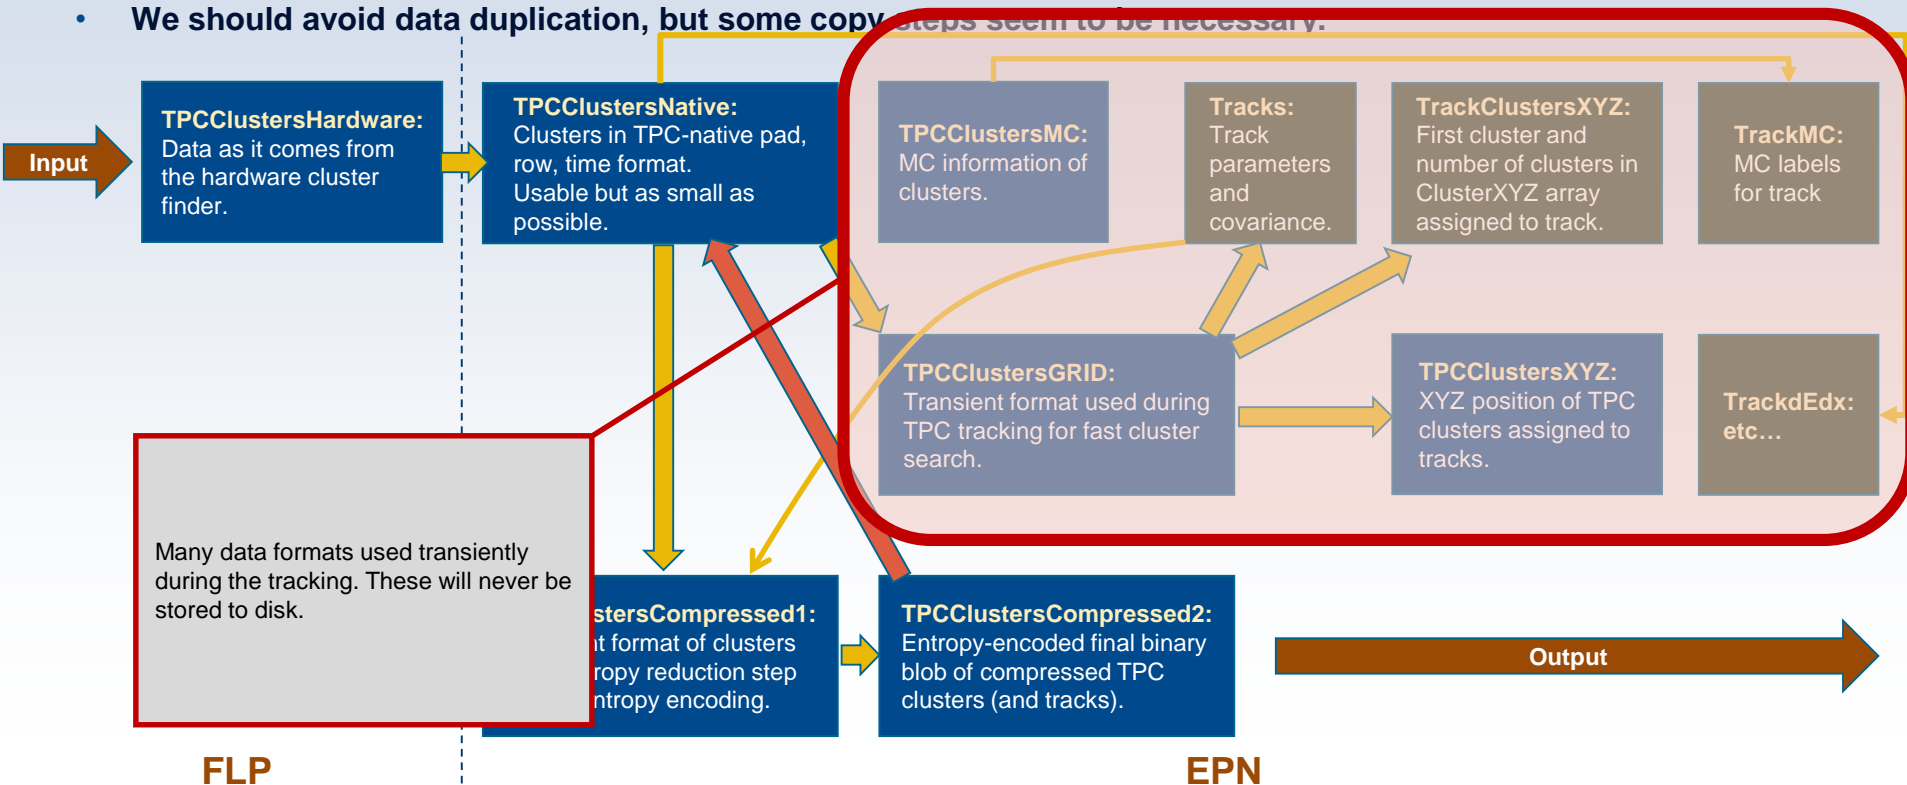 • We should avoid data duplication, but some copy steps seem to be necessary.
Input
TPCClustersHardware:
Data as it comes from
the hardware cluster
finder.
TPCClustersNative:
Clusters in TPC-native pad,
row, time format.
Usable but as small as
possible.
TPCClustersMC:
MC information of
clusters.
Tracks:
Track
parameters
and
covariance.
TrackClustersXYZ:
First cluster and
number of clusters in
ClusterXYZ array
assigned to track.
TrackMC:
MC labels
for track
TPCClustersGRID:
Transient format used during
TPC tracking for fast cluster
search.
TPCClustersXYZ:
XYZ position of TPC
clusters assigned to
tracks.
TrackdEdx:
etc…
Many data formats used transiently
during the tracking. These will never be
stored to disk.
stersCompressed1:
nt format of clusters
ropy reduction step
ntropy encoding.
TPCClustersCompressed2:
Entropy-encoded final binary
blob of compressed TPC
clusters (and tracks).
Output
FLP
EPN